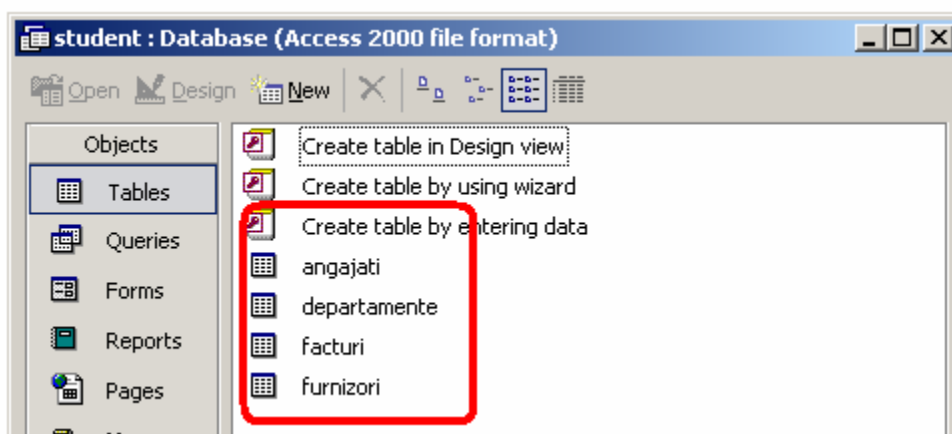 student : Database (Access 2000 file format)
Open Design New
Objects
Tables
Queries
Forms
Reports
Pages
Create table in Design view
Create table by using wizard
Create table by entering data
angajati
departamente
facturi
furnizori